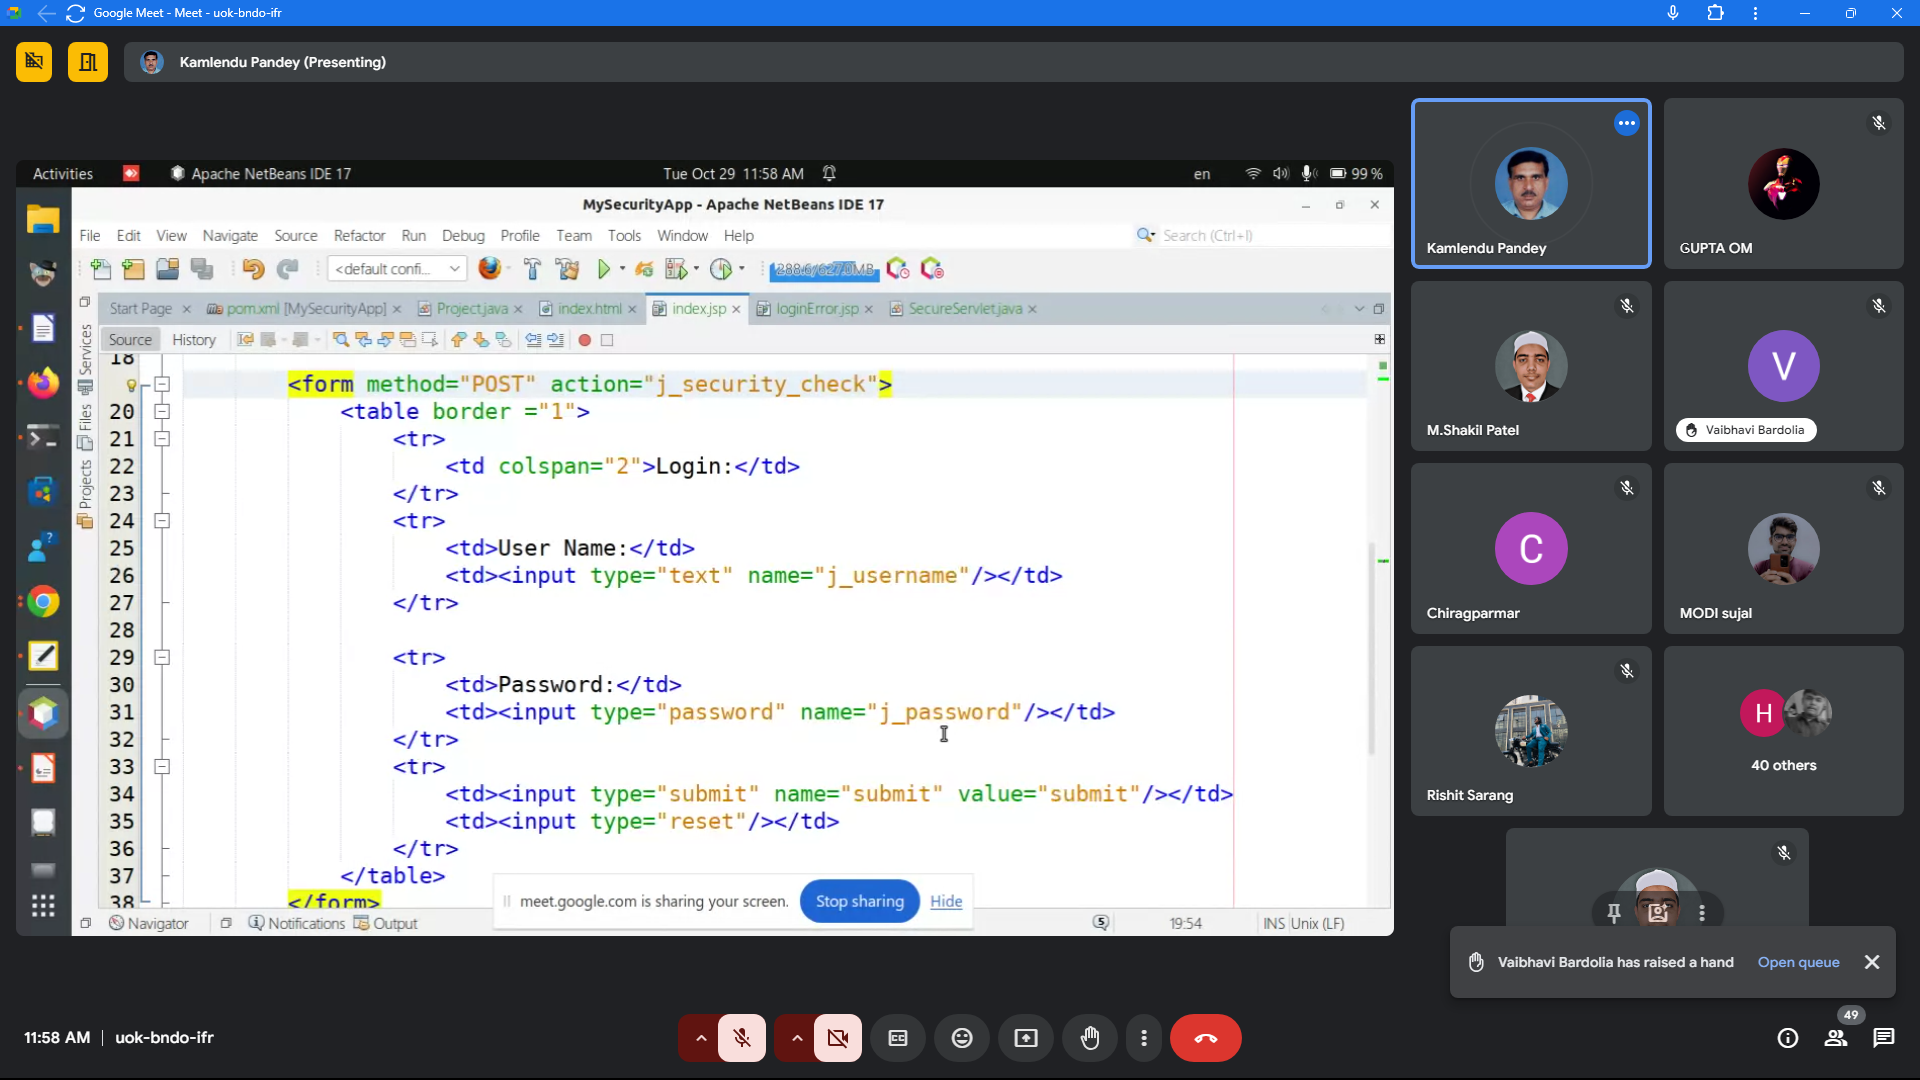 Google Meet - Meet - uok-bndo-ifr
Kamlendu Pandey (Presenting)
Activities
Apache NetBeans IDE 17
Tue Oct 29 11:58 AM
en
99 %
MySecurityApp - Apache NetBeans IDE 17
File Edit View Navigate Source Refactor Run Debug Profile Team Tools Window Help
Search (Ctrl+I)
<default confi...
Start Page
pom.xml [MySecurityApp]
Project.java
index.html
index.jsp
loginError.jsp
SecureServlet.java
Source History
Services
Files
Projects
18
<form method="POST" action="j_security_check">
20 <table border ="1">
21 <tr>
22 <td colspan="2">Login:</td>
23 </tr>
24 <tr>
25 <td>User Name:</td>
26 <td><input type="text" name="j_username"/></td>
27 </tr>
28
29 <tr>
30 <td>Password:</td>
31 <td><input type="password" name="j_password"/></td>
32 </tr>
33 <tr>
34 <td><input type="submit" name="submit" value="submit"/></td>
35 <td><input type="reset"/></td>
36 </tr>
37 </table>
38 </form>
meet.google.com is sharing your screen.
Stop sharing
Hide
Navigator
Notifications
Output
5
19:54
INS Unix (LF)
Kamlendu Pandey
GUPTA OM
M.Shakil Patel
V
Vaibhavi Bardolia
C
Chiragparmar
MODI sujal
Rishit Sarang
H
40 others
Vaibhavi Bardolia has raised a hand
Open queue
11:58 AM | uok-bndo-ifr
49